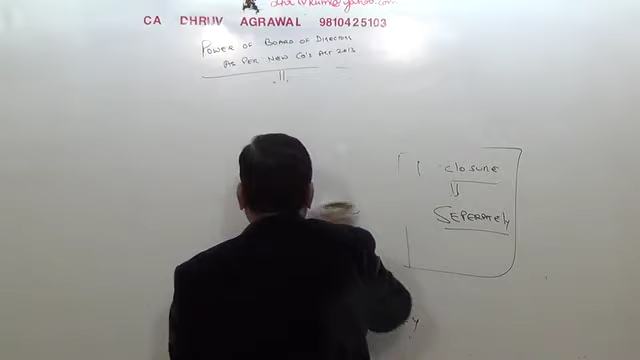 CA DHRUV AGRAWAL 9810425103
POWER OF BOARD OF DIRECTORS
AS PER NEW CO'S ACT 2013
closure
SEPERATELY